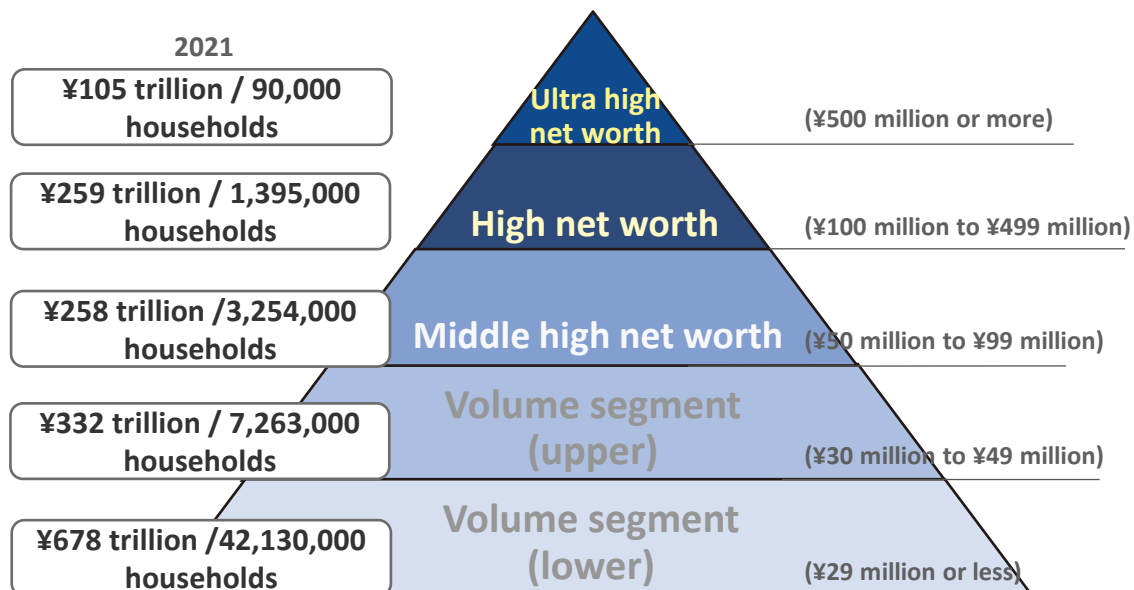 2021
¥105 trillion / 90,000
households
Ultra high
net worth
(¥500 million or more)
¥259 trillion / 1,395,000
households
High net worth
(¥100 million to ¥499 million)
¥258 trillion /3,254,000
households
Middle high net worth
(¥50 million to ¥99 million)
¥332 trillion / 7,263,000
households
Volume segment
(upper)
(¥30 million to ¥49 million)
¥678 trillion /42,130,000
households
Volume segment
(lower)
(¥29 million or less)